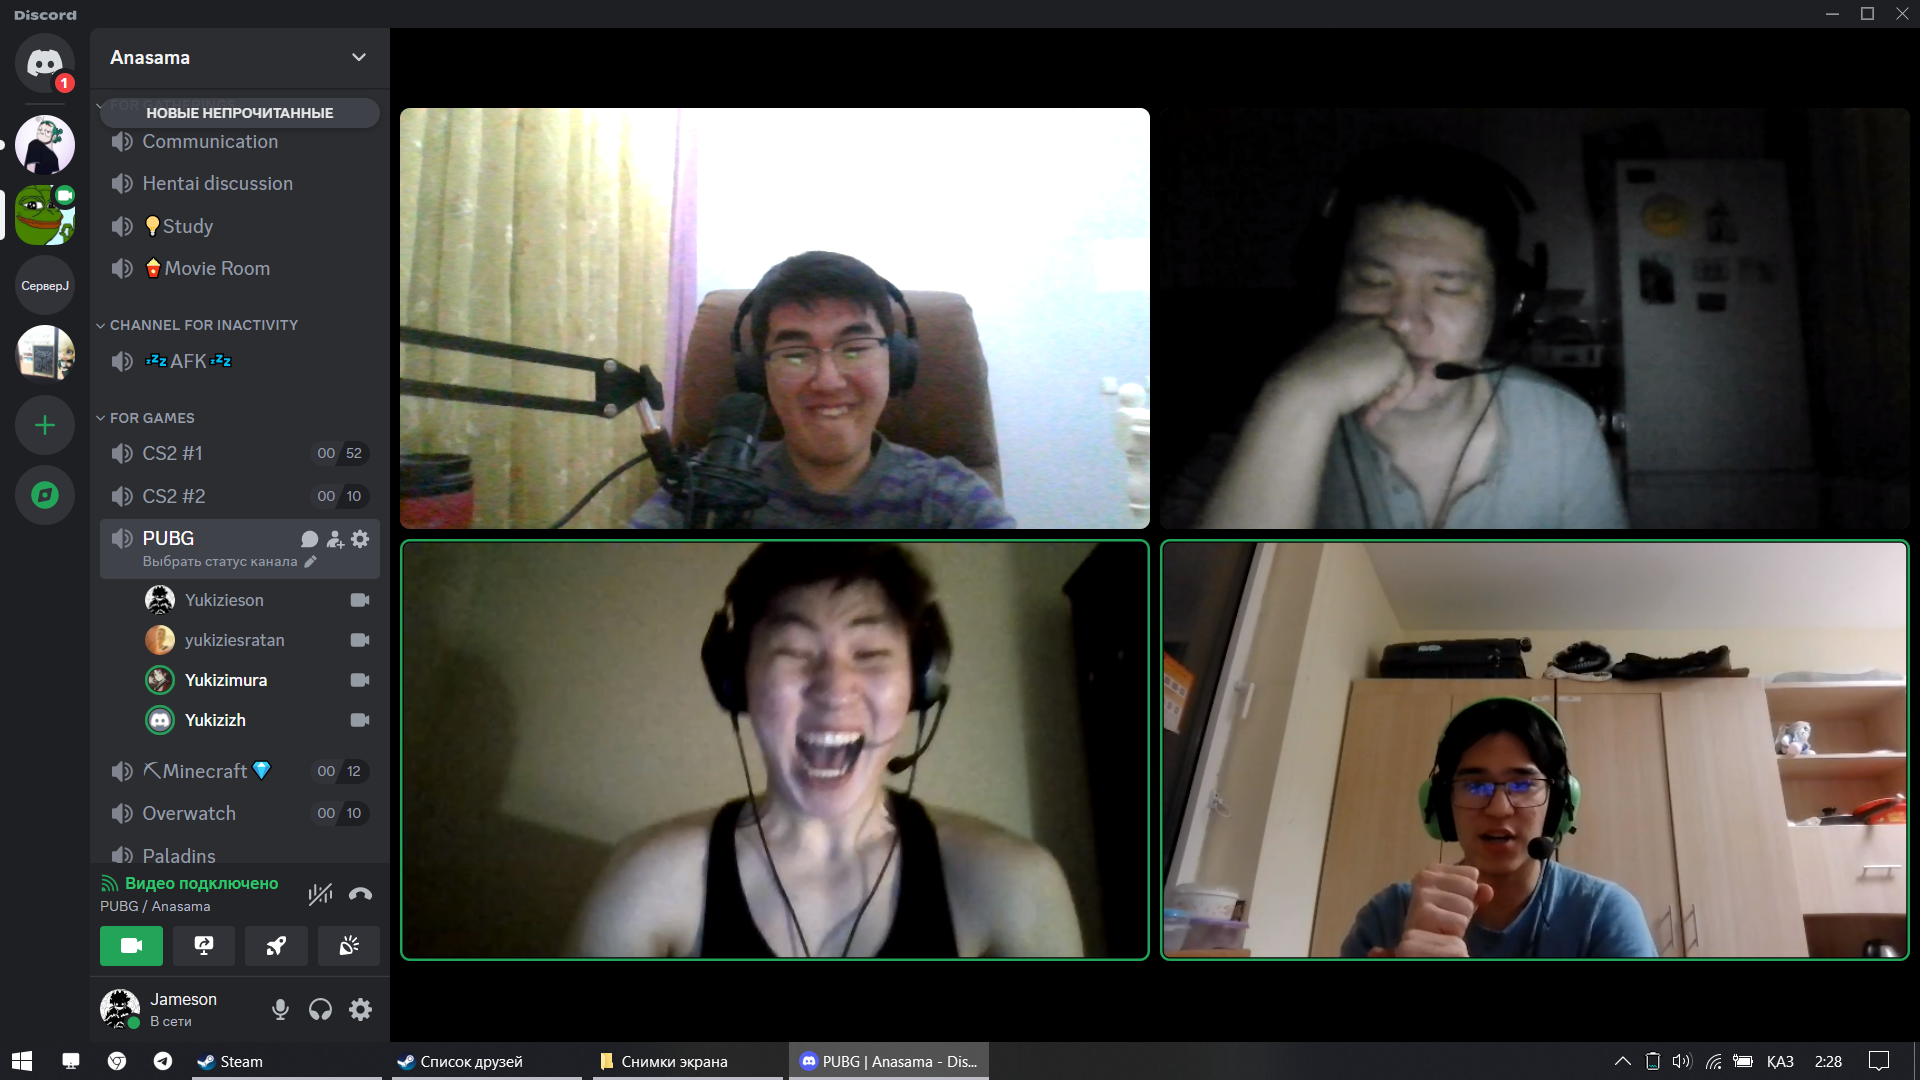 Discord
1
СерверJ
Anasama
FOR GATHERINGS
НОВЫЕ НЕПРОЧИТАННЫЕ
Communication
Hentai discussion
Study
Movie Room
CHANNEL FOR INACTIVITY
💤AFK💤
FOR GAMES
CS2 #1 00 52
CS2 #2 00 10
PUBG
Выбрать статус канала
Yukizieson
yukiziesratan
Yukizimura
Yukizizh
Minecraft 00 12
Overwatch 00 10
Paladins
Видео подключено
PUBG / Anasama
Jameson
В сети
Steam
Список друзей
Снимки экрана
PUBG | Anasama - Dis...
ҚАЗ
2:28